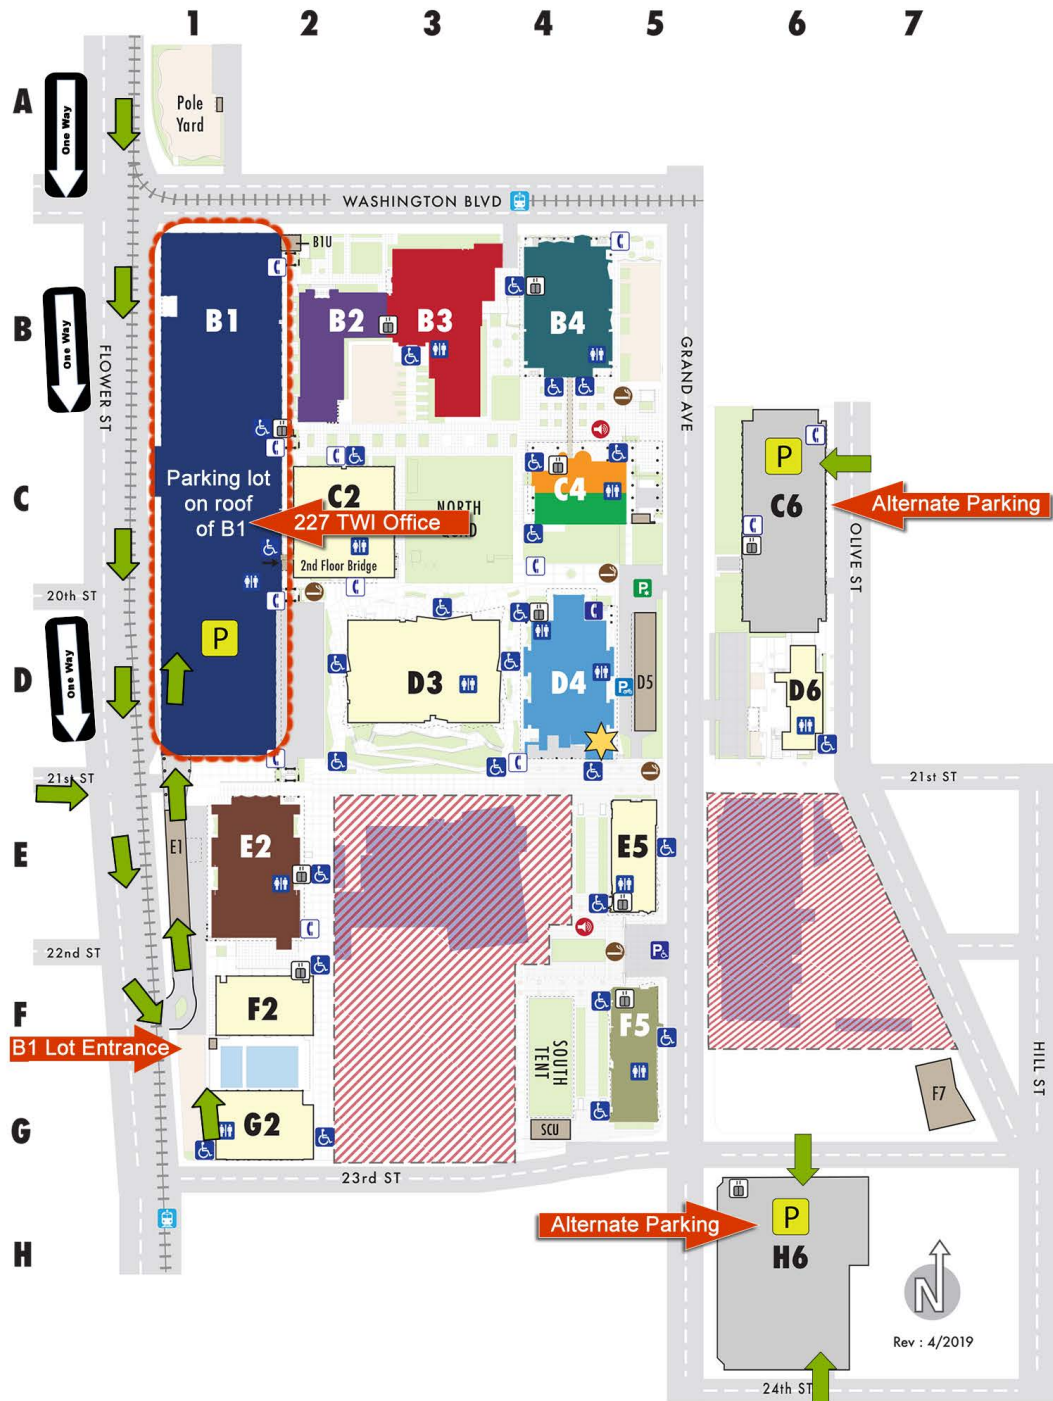 1
2
3
4
5
6
7
A
One Way
Pole
Yard
WASHINGTON BLVD
B1U
B
One Way
FLOWER ST
B1
B2
B3
B4
GRAND AVE
C
Parking lot
on roof
of B1
C2
227 TWI Office
NORTH
QUAD
2nd Floor Bridge
C4
P
C6
Alternate Parking
OLIVE ST
20th ST
P
D
One Way
P
D3
D4
P
D5
D6
21st ST
21st ST
E
E1
E2
E5
22nd ST
P
F
F2
F5
B1 Lot Entrance
SOUTH
TENT
HILL ST
F7
G
G2
SCU
23rd ST
H
Alternate Parking
P
H6
N
Rev : 4/2019
24th ST